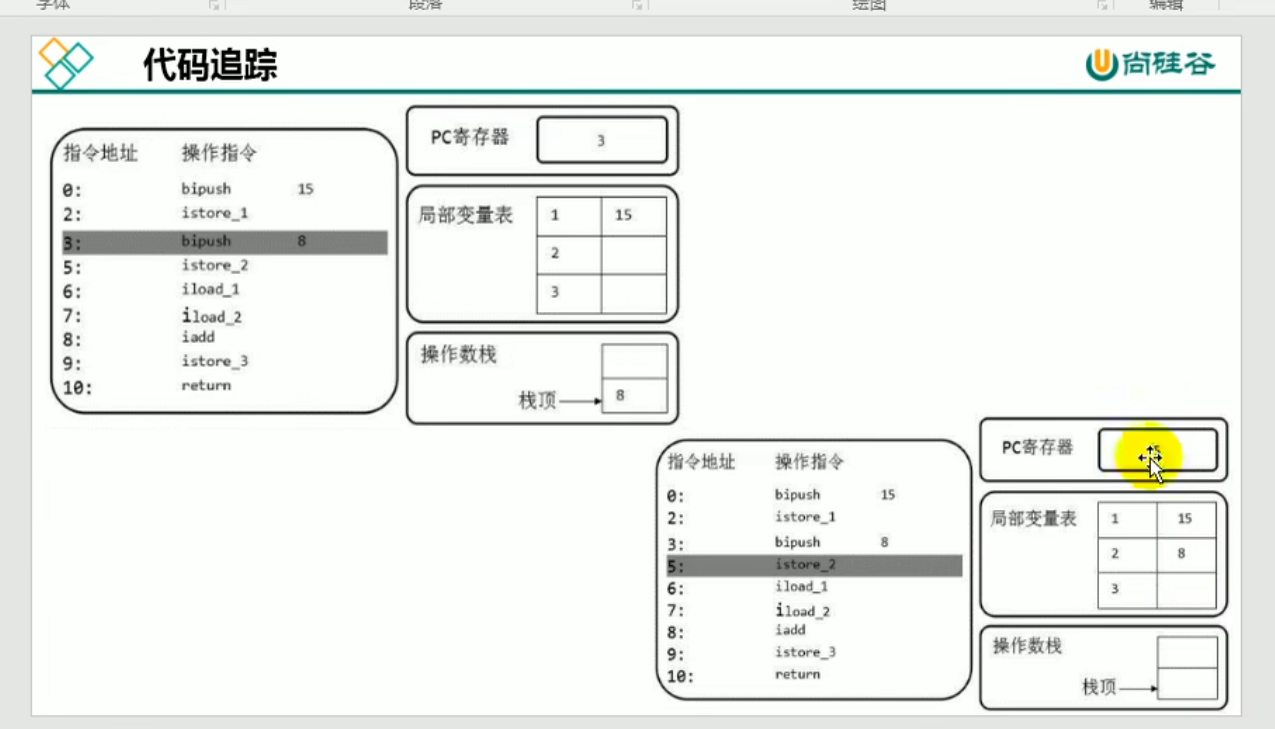 字体 段落 绘图 编辑
代码追踪
尚硅谷
指令地址 操作指令
0: bipush 15
2: istore_1
3: bipush 8
5: istore_2
6: iload_1
7: iload_2
8: iadd
9: istore_3
10: return
PC寄存器 3
局部变量表 1 15
2
3
操作数栈
栈顶 8
指令地址 操作指令
0: bipush 15
2: istore_1
3: bipush 8
5: istore_2
6: iload_1
7: iload_2
8: iadd
9: istore_3
10: return
PC寄存器
局部变量表 1 15
2 8
3
操作数栈
栈顶